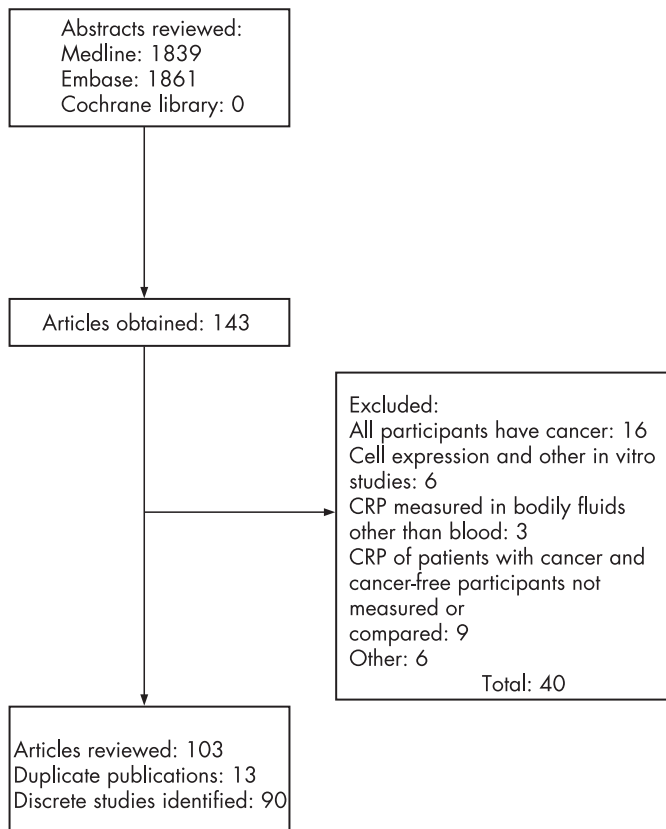 Abstracts reviewed:
Medline: 1839
Embase: 1861
Cochrane library: 0
Articles obtained: 143
Excluded:
All participants have cancer: 16
Cell expression and other in vitro
studies: 6
CRP measured in bodily fluids
other than blood: 3
CRP of patients with cancer and
cancer-free participants not
measured or
compared: 9
Other: 6
Total: 40
Articles reviewed: 103
Duplicate publications: 13
Discrete studies identified: 90